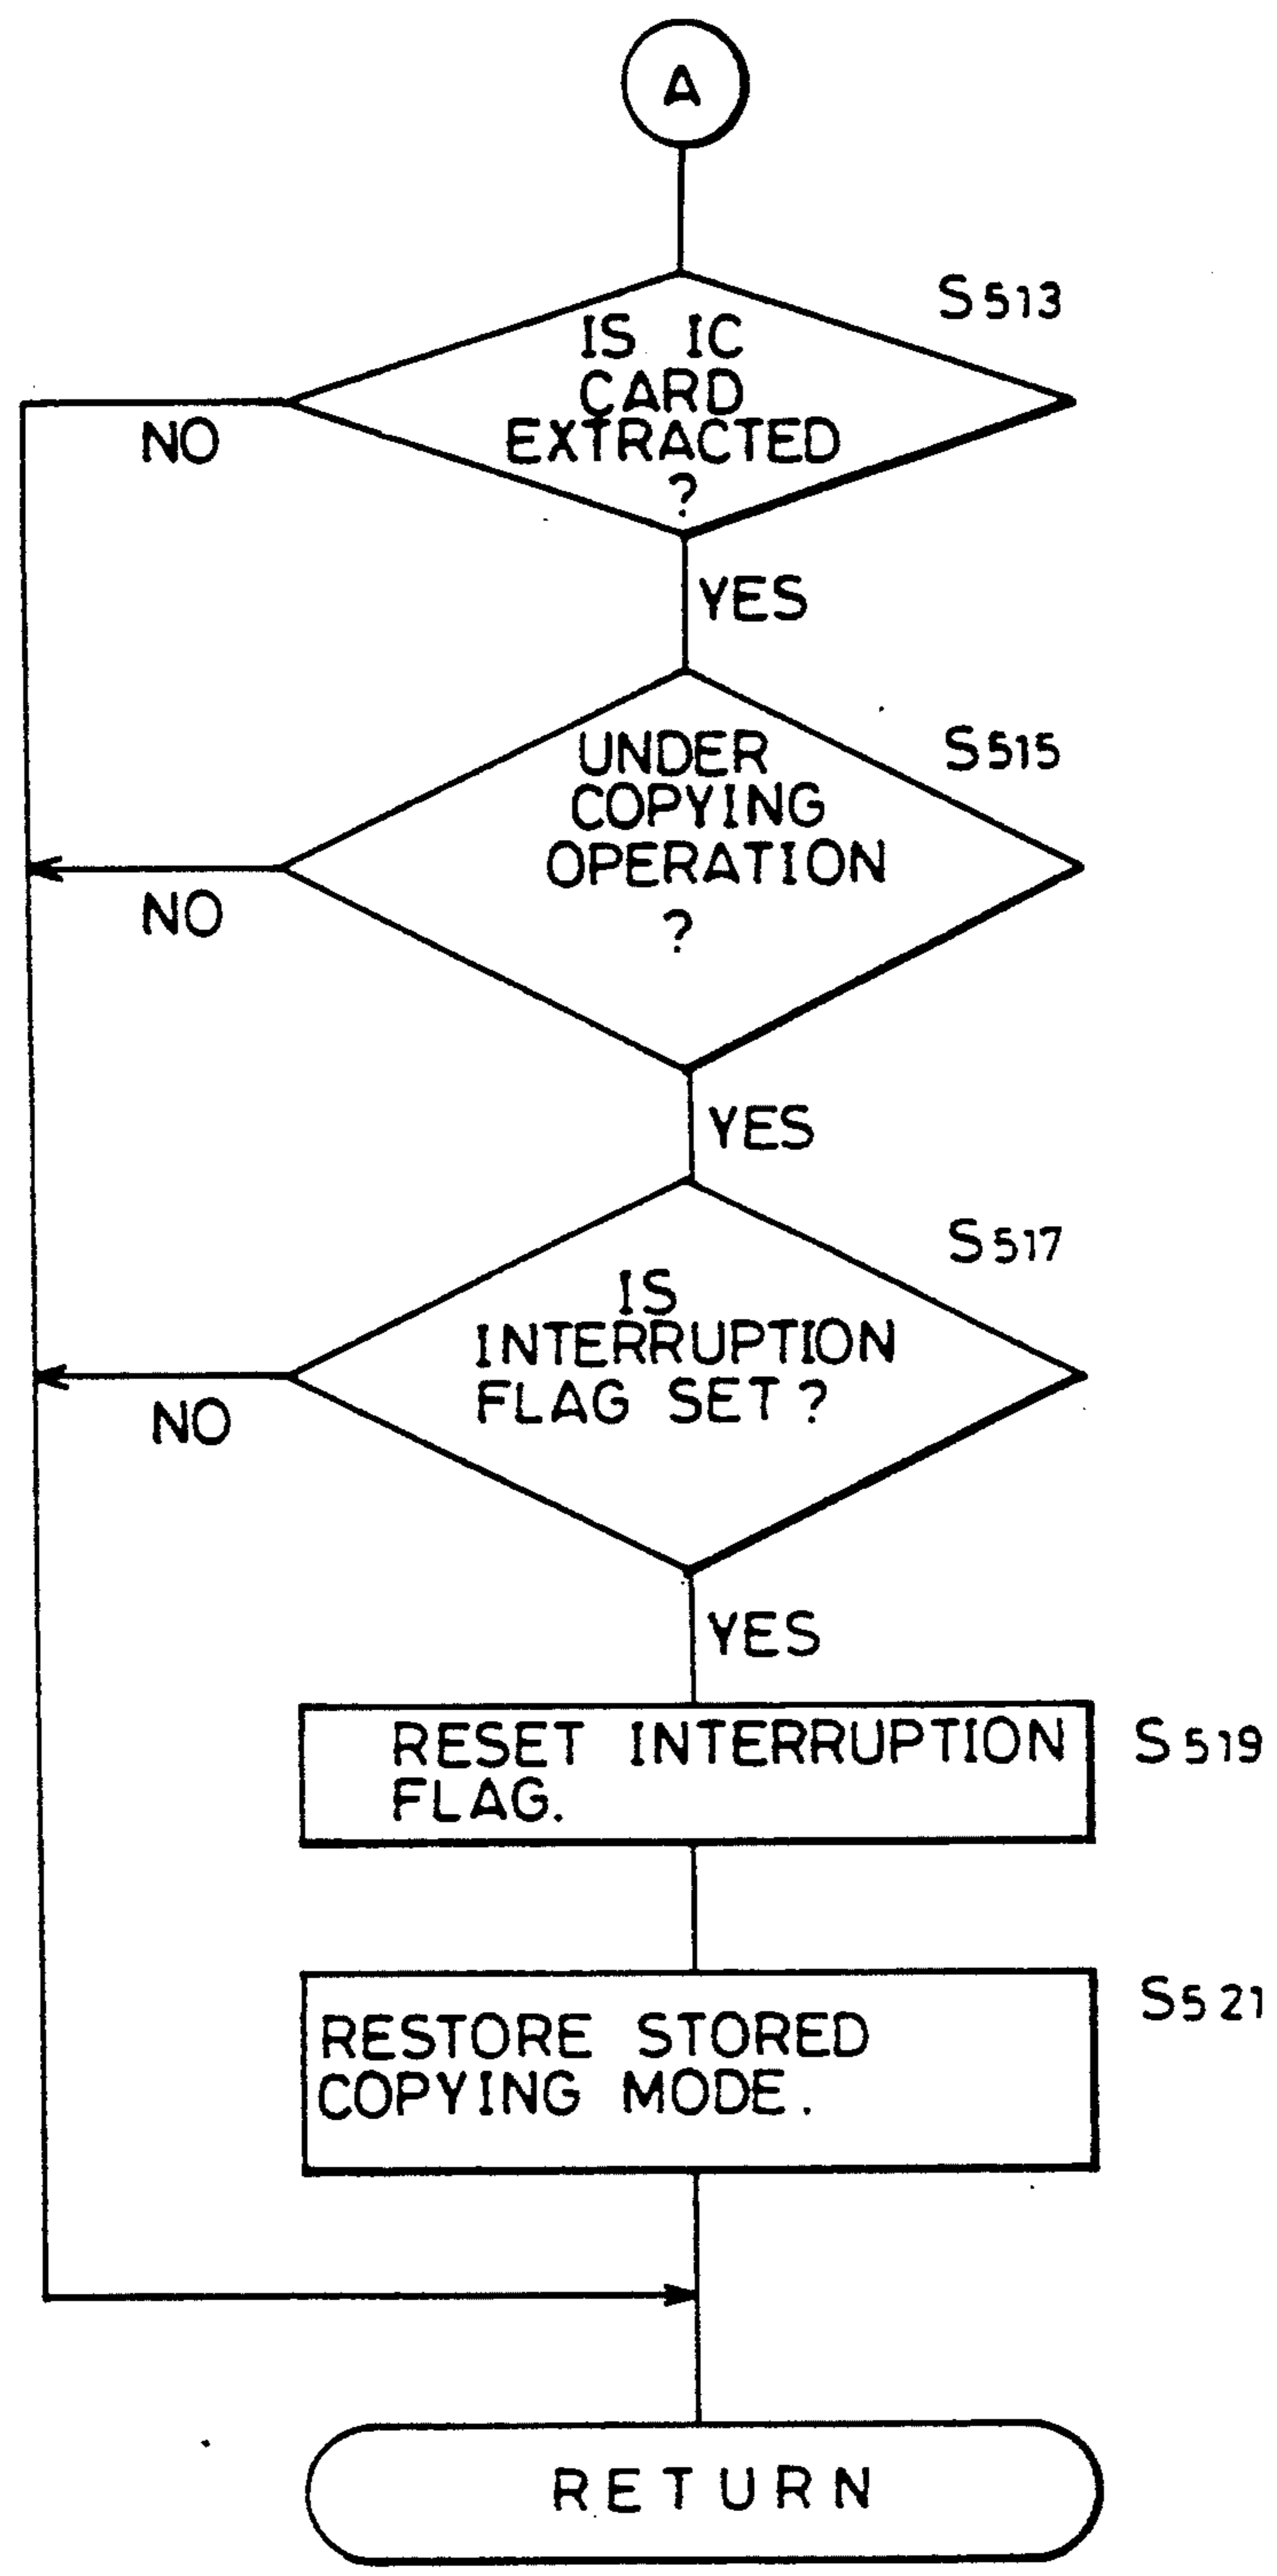 A
S513
IS IC
CARD
EXTRACTED
?
NO
YES
S515
UNDER
COPYING
OPERATION
?
NO
YES
S517
IS
INTERRUPTION
FLAG SET?
NO
YES
RESET INTERRUPTION
FLAG.
S519
RESTORE STORED
COPYING MODE.
S521
RETURN